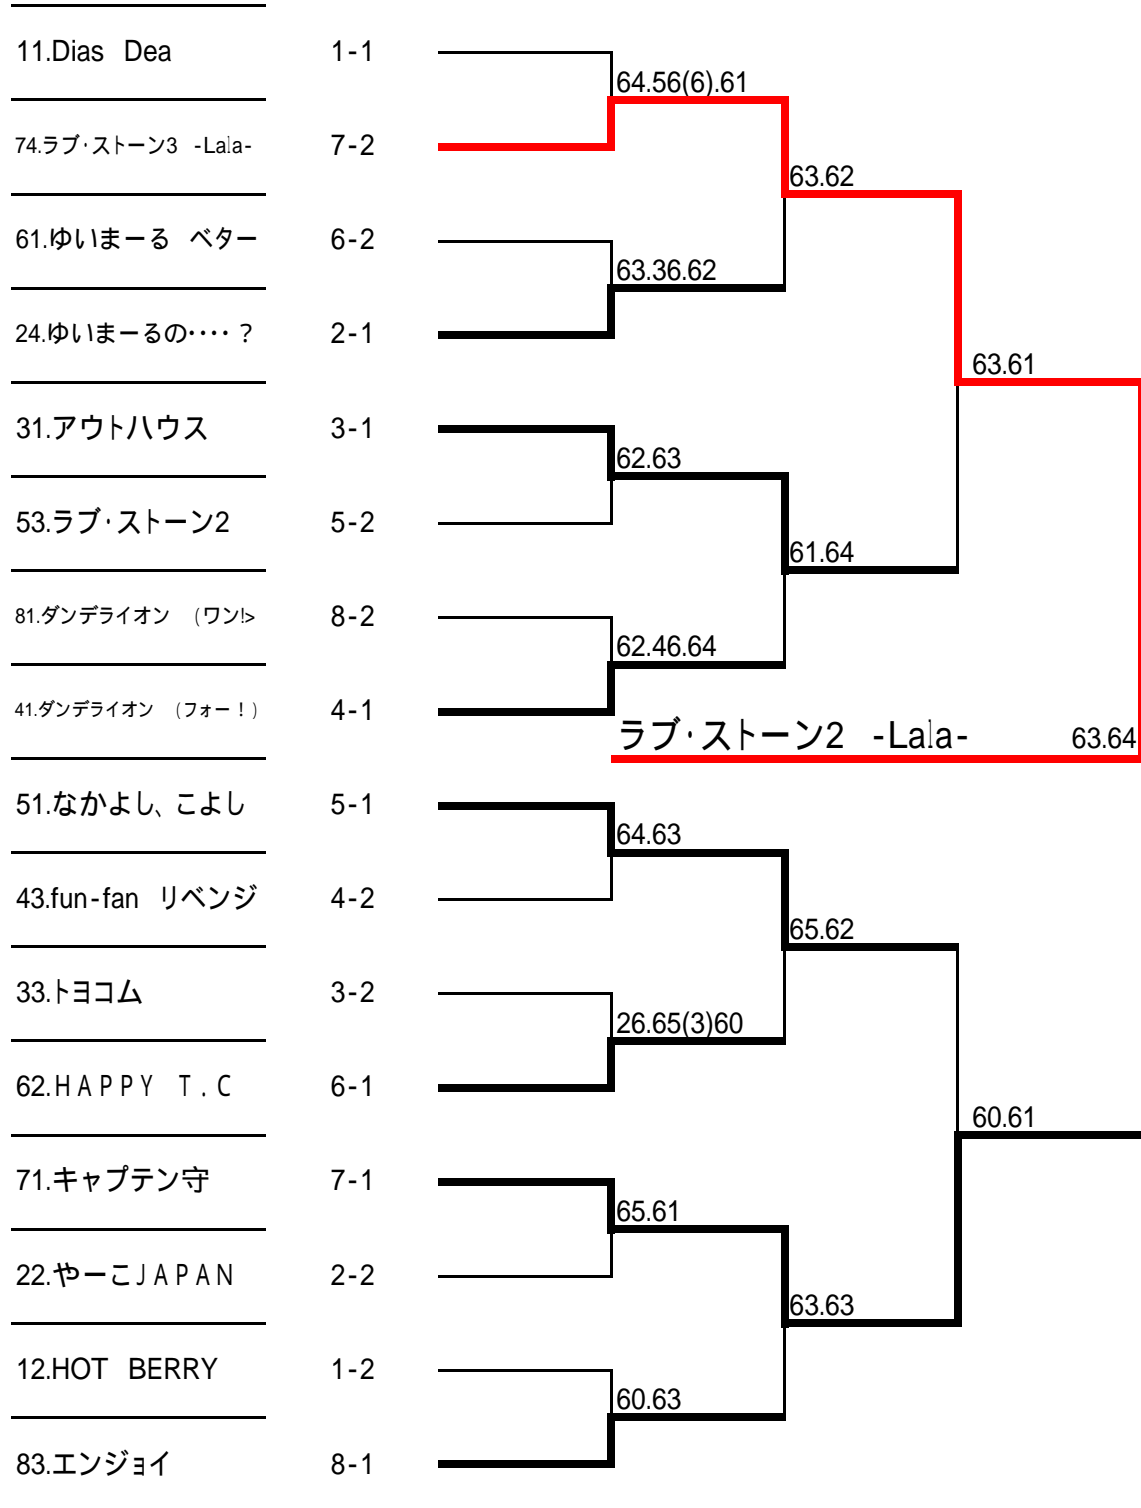 11.Dias Dea 1-1
64.56(6).61
74.ラブ・ストーン3 -Lala- 7-2
63.62
61.ゆいまーる ベター 6-2
63.36.62
24.ゆいまーるの‥‥? 2-1
63.61
31.アウトハウス 3-1
62.63
53.ラブ・ストーン2 5-2
61.64
81.ダンデライオン (ワン!> 8-2
62.46.64
41.ダンデライオン (フォー!) 4-1
ラブ・ストーン2 -Lala- 63.64
51.なかよし、こよし 5-1
64.63
43.fun-fan リベンジ 4-2
65.62
33.トヨコム 3-2
26.65(3)60
62.HAPPY T.C 6-1
60.61
71.キャプテン守 7-1
65.61
22.やーこJAPAN 2-2
63.63
12.HOT BERRY 1-2
60.63
83.エンジョイ 8-1